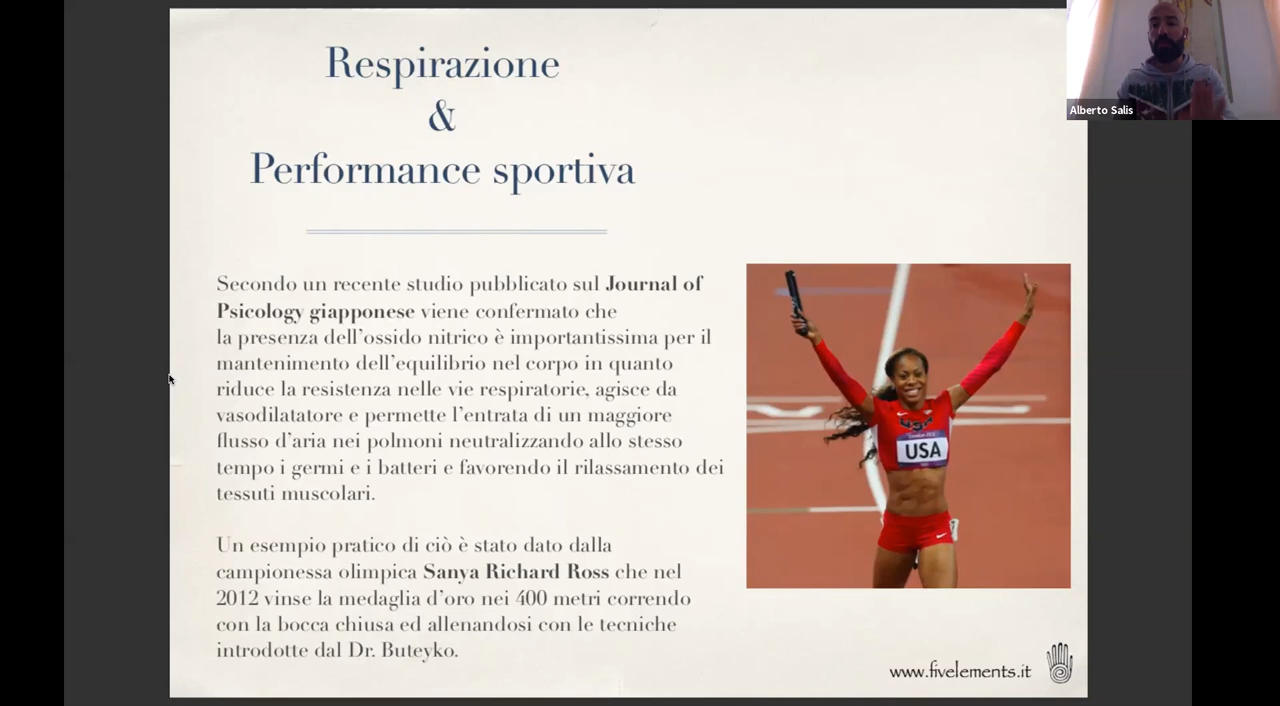 Alberto Salis
Respirazione
&
Performance sportiva
Secondo un recente studio pubblicato sul Journal of
Psicology giapponese viene confermato che
la presenza dell'ossido nitrico è importantissima per il
mantenimento dell'equilibrio nel corpo in quanto
riduce la resistenza nelle vie respiratorie, agisce da
vasodilatatore e permette l'entrata di un maggiore
flusso d'aria nei polmoni neutralizzando allo stesso
tempo i germi e i batteri e favorendo il rilassamento dei
tessuti muscolari.
Un esempio pratico di ciò è stato dato dalla
campionessa olimpica Sanya Richard Ross che nel
2012 vinse la medaglia d'oro nei 400 metri correndo
con la bocca chiusa ed allenandosi con le tecniche
introdotte dal Dr. Buteyko.
USA
London 2012
USA
www.fivelements.it